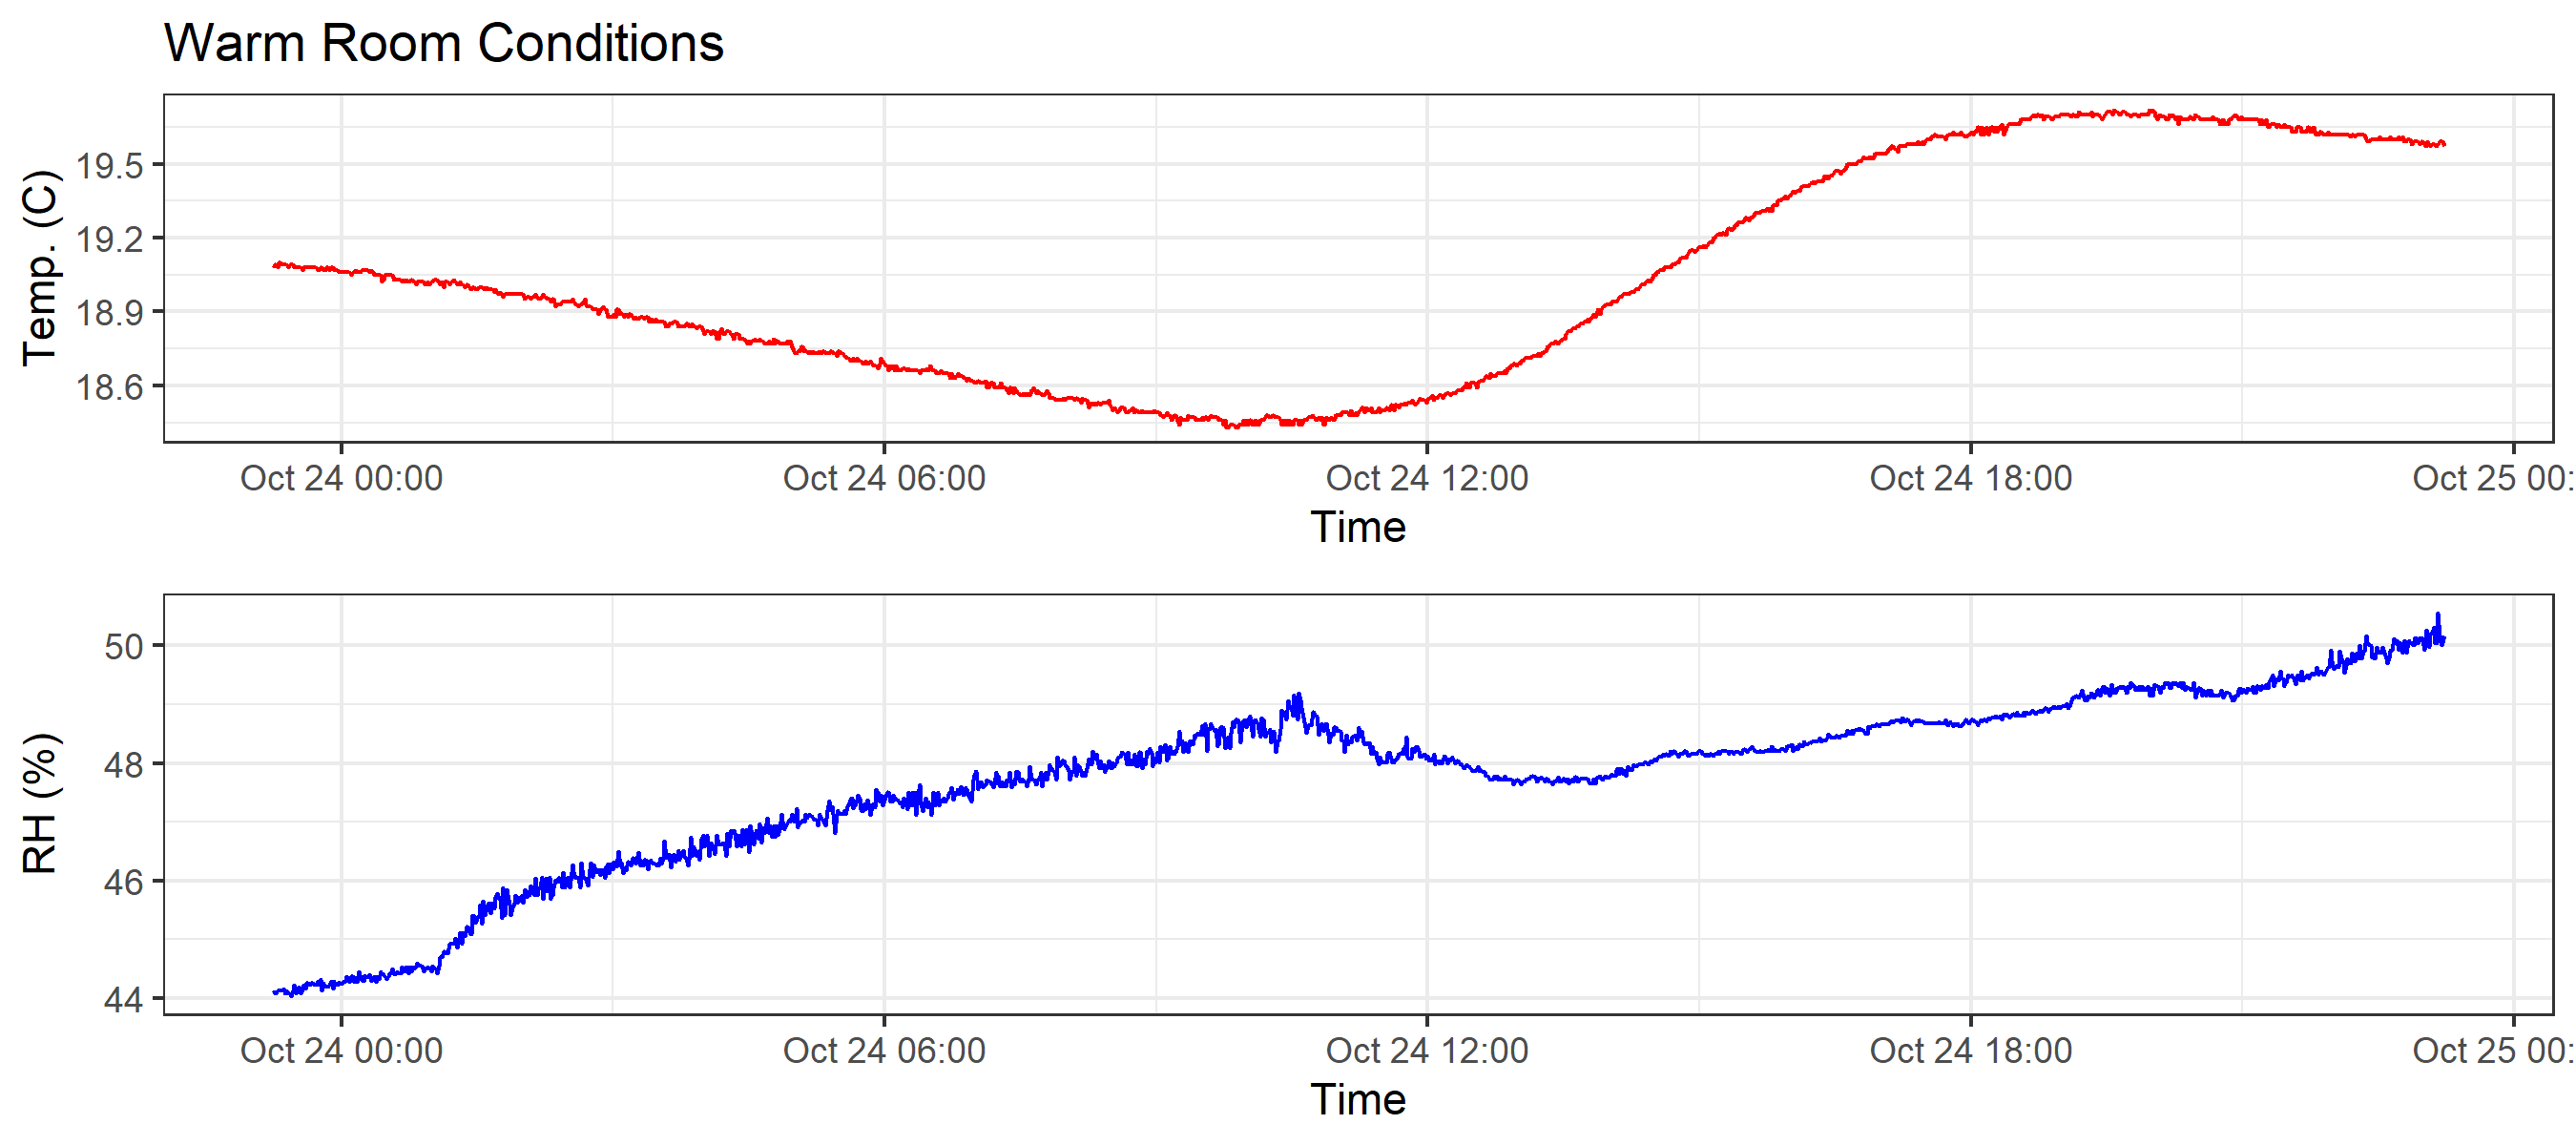 Warm Room Conditions
Temp. (C)
19.5
19.2
18.9
18.6
Oct 24 00:00 Oct 24 06:00 Oct 24 12:00 Oct 24 18:00 Oct 25 00:
Time
RH (%)
50
48
46
44
Oct 24 00:00 Oct 24 06:00 Oct 24 12:00 Oct 24 18:00 Oct 25 00:
Time